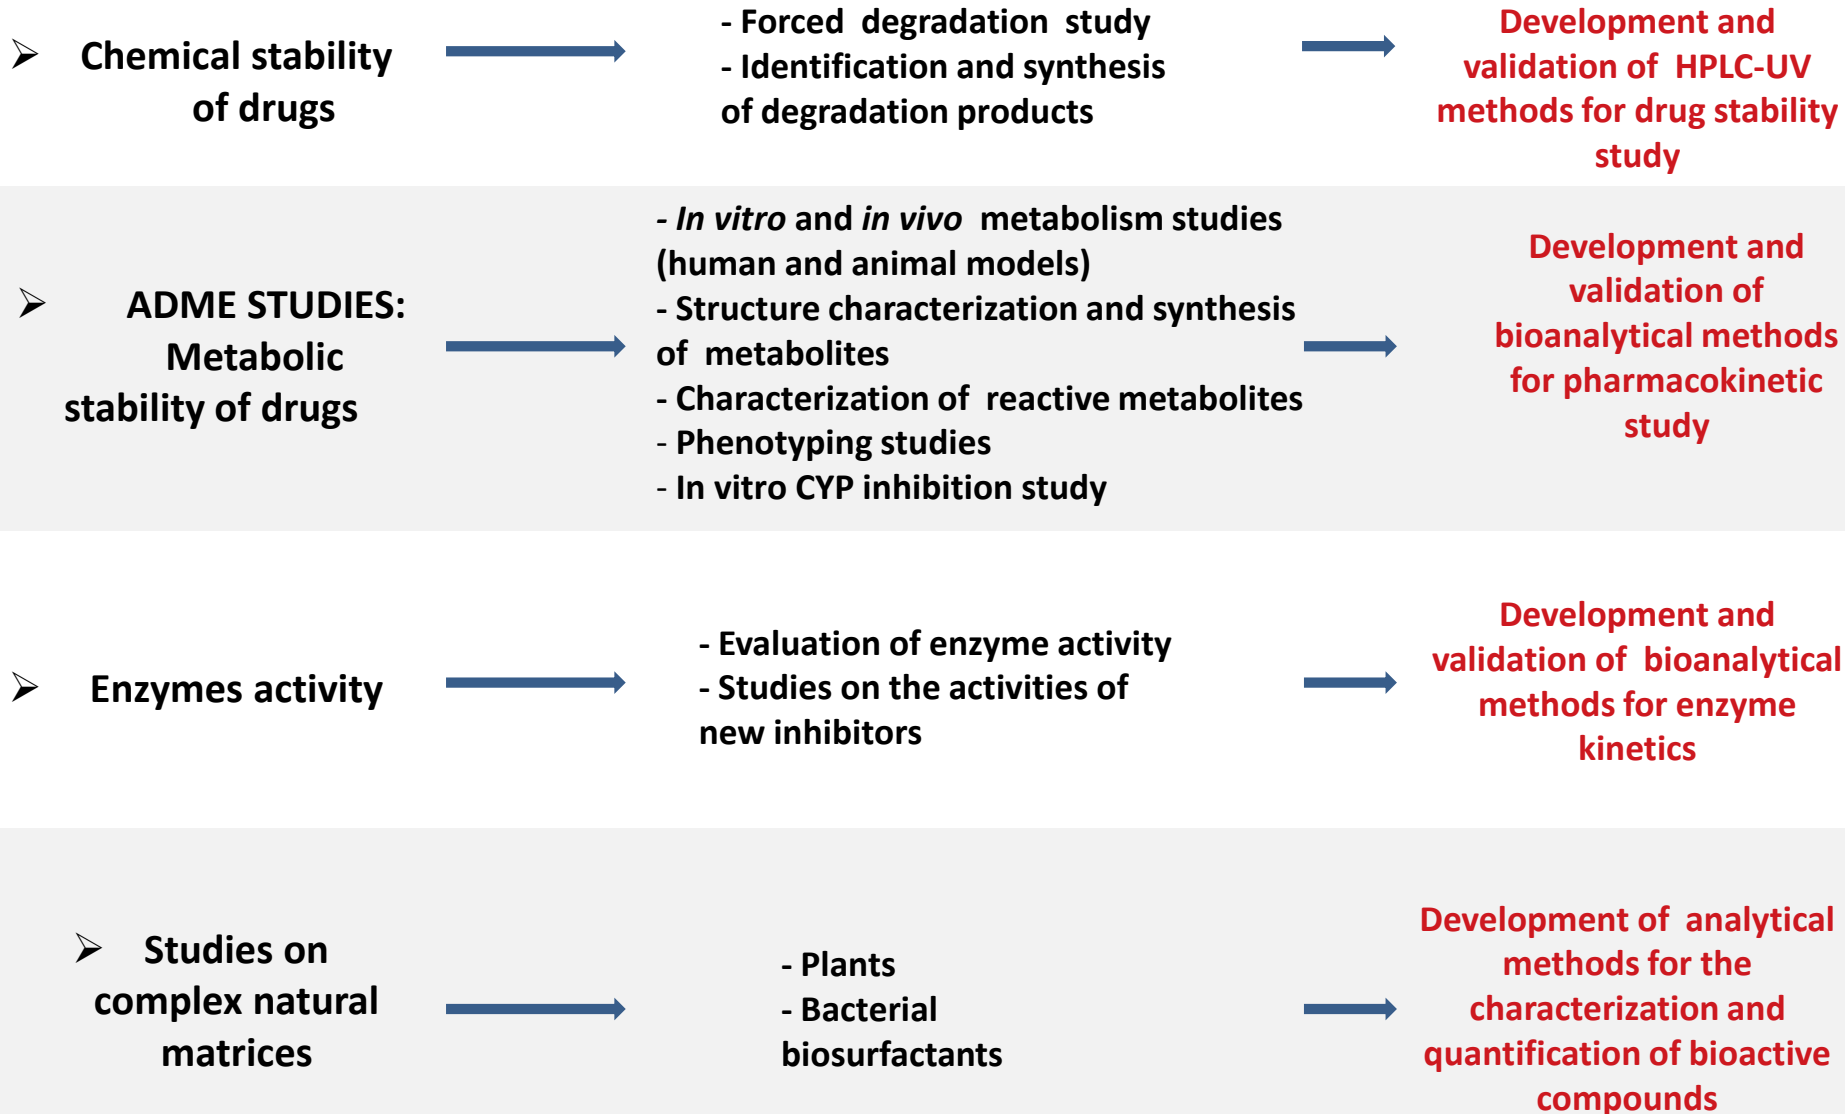 ➢ Chemical stability
of drugs
- Forced degradation study
- Identification and synthesis
of degradation products
Development and
validation of HPLC-UV
methods for drug stability
study
➢ ADME STUDIES:
Metabolic
stability of drugs
- In vitro and in vivo metabolism studies
(human and animal models)
- Structure characterization and synthesis
of metabolites
- Characterization of reactive metabolites
- Phenotyping studies
- In vitro CYP inhibition study
Development and
validation of
bioanalytical methods
for pharmacokinetic
study
➢ Enzymes activity
- Evaluation of enzyme activity
- Studies on the activities of
new inhibitors
Development and
validation of bioanalytical
methods for enzyme
kinetics
➢ Studies on
complex natural
matrices
- Plants
- Bacterial
biosurfactants
Development of analytical
methods for the
characterization and
quantification of bioactive
compounds